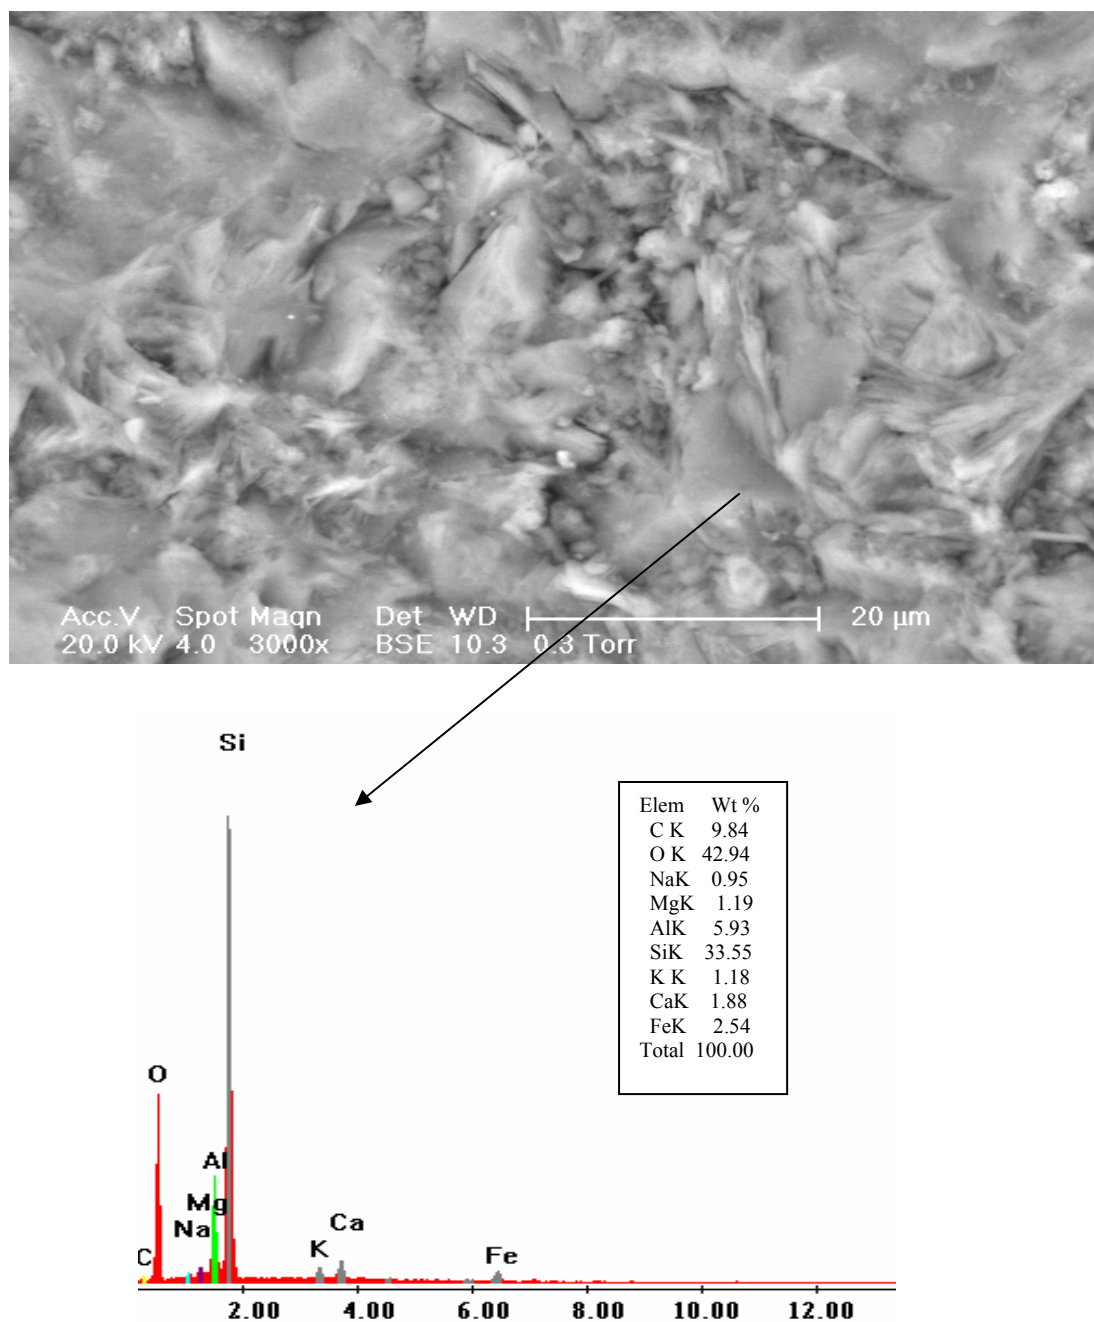 Acc.V Spot Magn Det WD 20 µm
20.0 kV 4.0 3000x BSE 10.3 0.3 Torr
Si
Elem Wt %
C K 9.84
O K 42.94
NaK 0.95
MgK 1.19
AlK 5.93
SiK 33.55
K K 1.18
CaK 1.88
FeK 2.54
Total 100.00
O
Al
Mg
Na
Ca
C
K
Fe
2.00 4.00 6.00 8.00 10.00 12.00